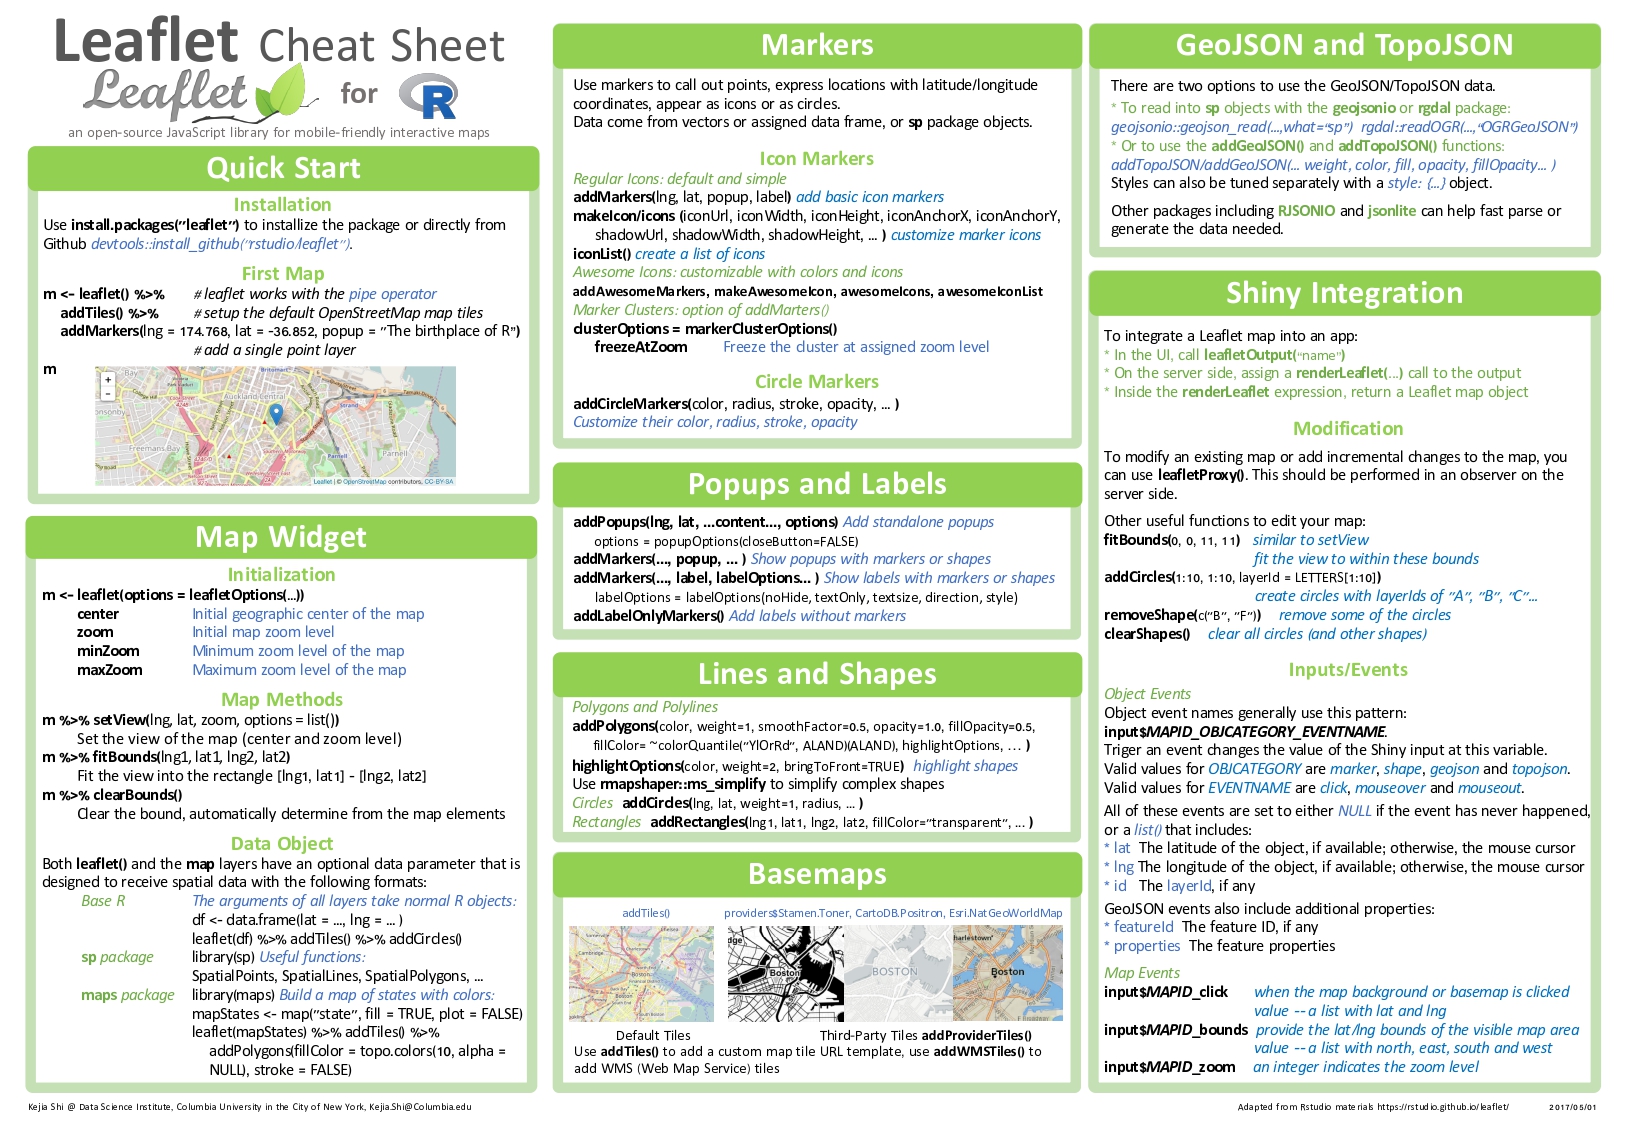 Leaflet Cheat Sheet
Leaflet for R
an open-source JavaScript library for mobile-friendly interactive maps
Quick Start
Installation
Use install.packages("leaflet") to installize the package or directly from
Github devtools::install_github("rstudio/leaflet").
First Map
m <- leaflet() %>% # leaflet works with the pipe operator
addTiles() %>% # setup the default OpenStreetMap map tiles
addMarkers(lng = 174.768, lat = -36.852, popup = "The birthplace of R")
# add a single point layer
m
+
-
Auckland Central
Freemans Bay
Parnell
Parnell
Leaflet | © OpenStreetMap contributors, CC-BY-SA
Map Widget
Initialization
m <- leaflet(options = leafletOptions(...))
center Initial geographic center of the map
zoom Initial map zoom level
minZoom Minimum zoom level of the map
maxZoom Maximum zoom level of the map
Map Methods
m %>% setView(lng, lat, zoom, options = list())
Set the view of the map (center and zoom level)
m %>% fitBounds(lng1, lat1, lng2, lat2)
Fit the view into the rectangle [lng1, lat1] - [lng2, lat2]
m %>% clearBounds()
Clear the bound, automatically determine from the map elements
Data Object
Both leaflet() and the map layers have an optional data parameter that is
designed to receive spatial data with the following formats:
Base R The arguments of all layers take normal R objects:
df <- data.frame(lat = ..., lng = ... )
leaflet(df) %>% addTiles() %>% addCircles()
sp package library(sp) Useful functions:
SpatialPoints, SpatialLines, SpatialPolygons, ...
maps package library(maps) Build a map of states with colors:
mapStates <- map("state", fill = TRUE, plot = FALSE)
leaflet(mapStates) %>% addTiles() %>%
addPolygons(fillColor = topo.colors(10, alpha =
NULL), stroke = FALSE)
Markers
Use markers to call out points, express locations with latitude/longitude
coordinates, appear as icons or as circles.
Data come from vectors or assigned data frame, or sp package objects.
Icon Markers
Regular Icons: default and simple
addMarkers(lng, lat, popup, label) add basic icon markers
makeIcon/icons (iconUrl, iconWidth, iconHeight, iconAnchorX, iconAnchorY,
shadowUrl, shadowWidth, shadowHeight, ... ) customize marker icons
iconList() create a list of icons
Awesome Icons: customizable with colors and icons
addAwesomeMarkers, makeAwesomeIcon, awesomeIcons, awesomeIconList
Marker Clusters: option of addMarters()
clusterOptions = markerClusterOptions()
freezeAtZoom Freeze the cluster at assigned zoom level
Circle Markers
addCircleMarkers(color, radius, stroke, opacity, ... )
Customize their color, radius, stroke, opacity
Popups and Labels
addPopups(lng, lat, ...content..., options) Add standalone popups
options = popupOptions(closeButton=FALSE)
addMarkers(..., popup, ... ) Show popups with markers or shapes
addMarkers(..., label, labelOptions... ) Show labels with markers or shapes
labelOptions = labelOptions(noHide, textOnly, textsize, direction, style)
addLabelOnlyMarkers() Add labels without markers
Lines and Shapes
Polygons and Polylines
addPolygons(color, weight=1, smoothFactor=0.5, opacity=1.0, fillOpacity=0.5,
fillColor= ~colorQuantile("YlOrRd", ALAND)(ALAND), highlightOptions, ... )
highlightOptions(color, weight=2, bringToFront=TRUE) highlight shapes
Use rmapshaper::ms_simplify to simplify complex shapes
Circles addCircles(lng, lat, weight=1, radius, ... )
Rectangles addRectangles(lng1, lat1, lng2, lat2, fillColor="transparent", ... )
Basemaps
addTiles() providers$Stamen.Toner, CartoDB.Positron, Esri.NatGeoWorldMap
Boston
BOSTON
Boston
Default Tiles Third-Party Tiles addProviderTiles()
Use addTiles() to add a custom map tile URL template, use addWMSTiles() to
add WMS (Web Map Service) tiles
GeoJSON and TopoJSON
There are two options to use the GeoJSON/TopoJSON data.
* To read into sp objects with the geojsonio or rgdal package:
geojsonio::geojson_read(...,what="sp") rgdal::readOGR(...,"OGRGeoJSON")
* Or to use the addGeoJSON() and addTopoJSON() functions:
addTopoJSON/addGeoJSON(... weight, color, fill, opacity, fillOpacity... )
Styles can also be tuned separately with a style: {...} object.
Other packages including RJSONIO and jsonlite can help fast parse or
generate the data needed.
Shiny Integration
To integrate a Leaflet map into an app:
* In the UI, call leafletOutput("name")
* On the server side, assign a renderLeaflet(...) call to the output
* Inside the renderLeaflet expression, return a Leaflet map object
Modification
To modify an existing map or add incremental changes to the map, you
can use leafletProxy(). This should be performed in an observer on the
server side.
Other useful functions to edit your map:
fitBounds(0, 0, 11, 11) similar to setView
fit the view to within these bounds
addCircles(1:10, 1:10, layerId = LETTERS[1:10])
create circles with layerIds of "A", "B", "C"...
removeShape(c("B", "F")) remove some of the circles
clearShapes() clear all circles (and other shapes)
Inputs/Events
Object Events
Object event names generally use this pattern:
input$MAPID_OBJCATEGORY_EVENTNAME.
Triger an event changes the value of the Shiny input at this variable.
Valid values for OBJCATEGORY are marker, shape, geojson and topojson.
Valid values for EVENTNAME are click, mouseover and mouseout.
All of these events are set to either NULL if the event has never happened,
or a list() that includes:
* lat The latitude of the object, if available; otherwise, the mouse cursor
* lng The longitude of the object, if available; otherwise, the mouse cursor
* id The layerId, if any
GeoJSON events also include additional properties:
* featureId The feature ID, if any
* properties The feature properties
Map Events
input$MAPID_click when the map background or basemap is clicked
value -- a list with lat and lng
input$MAPID_bounds provide the lat/lng bounds of the visible map area
value -- a list with north, east, south and west
input$MAPID_zoom an integer indicates the zoom level
Kejia Shi @ Data Science Institute, Columbia University in the City of New York, Kejia.Shi@Columbia.edu
Adapted from Rstudio materials https://rstudio.github.io/leaflet/ 2017/05/01